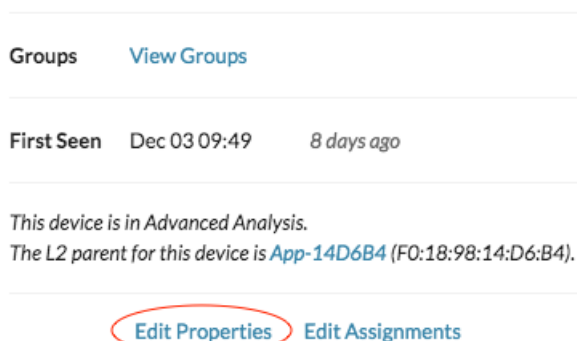 Groups View Groups
First Seen Dec 03 09:49 8 days ago
This device is in Advanced Analysis.
The L2 parent for this device is App-14D6B4 (F0:18:98:14:D6:B4).
Edit Properties Edit Assignments